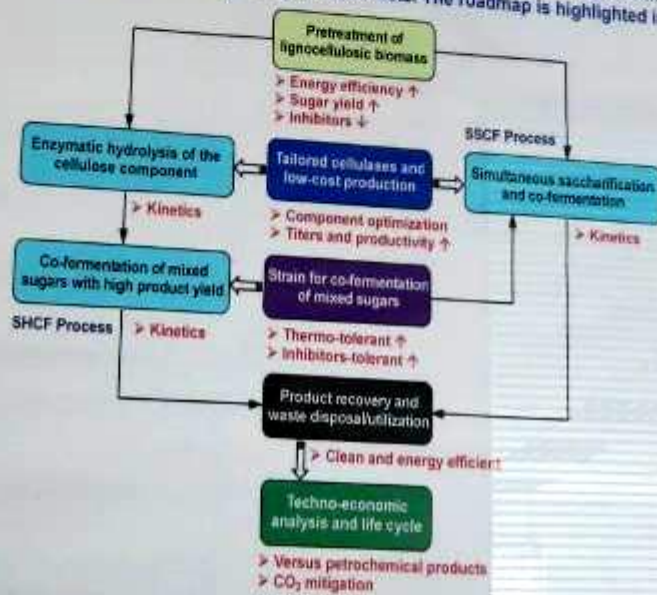 The roadmap is highlighted i
Pretreatment of
lignocellulosic biomass
➢ Energy efficiency ↑
➢ Sugar yield ↑
➢ Inhibitors ↓
SSCF Process
Enzymatic hydrolysis of the
cellulose component
Tailored cellulases and
low-cost production
Simultaneous saccharification
and co-fermentation
➢ Kinetics
➢ Component optimization
➢ Titers and productivity ↑
➢ Kinetics
Co-fermentation of mixed
sugars with high product yield
Strain for co-fermentation
of mixed sugars
SHCF Process
➢ Kinetics
➢ Thermo-tolerant ↑
➢ Inhibitors-tolerant ↑
Product recovery and
waste disposal/utilization
➢ Clean and energy efficient
Techno-economic
analysis and life cycle
➢ Versus petrochemical products
➢ CO₂ mitigation